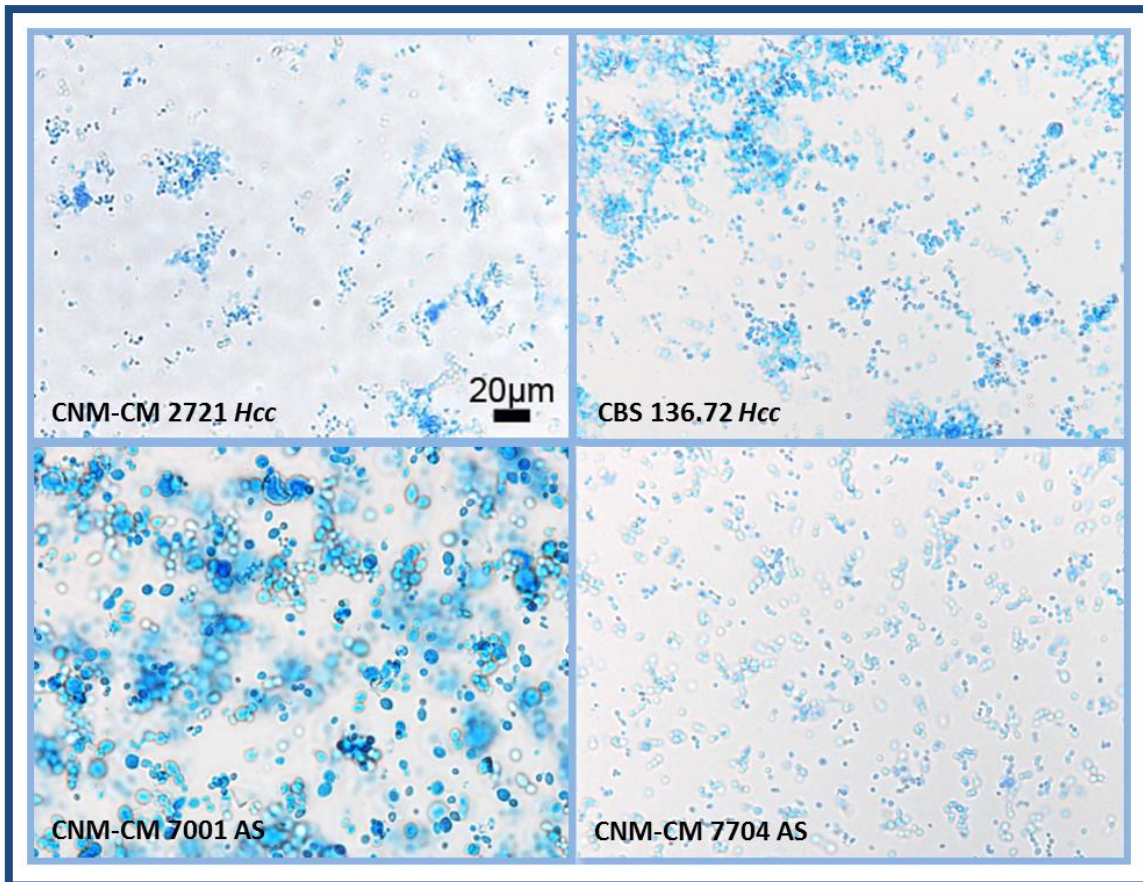 20µm
CNM-CM 2721 Hcc
CBS 136.72 Hcc
CNM-CM 7001 AS
CNM-CM 7704 AS